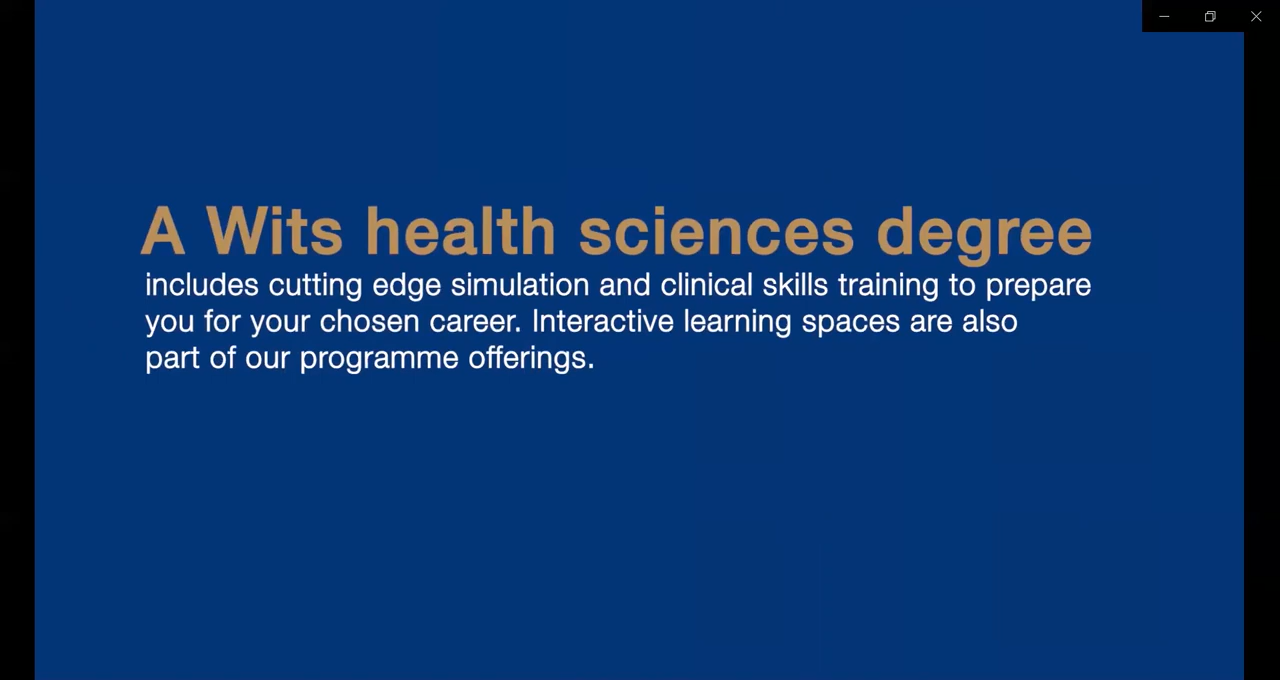 A Wits health sciences degree
includes cutting edge simulation and clinical skills training to prepare
you for your chosen career. Interactive learning spaces are also
part of our programme offerings.